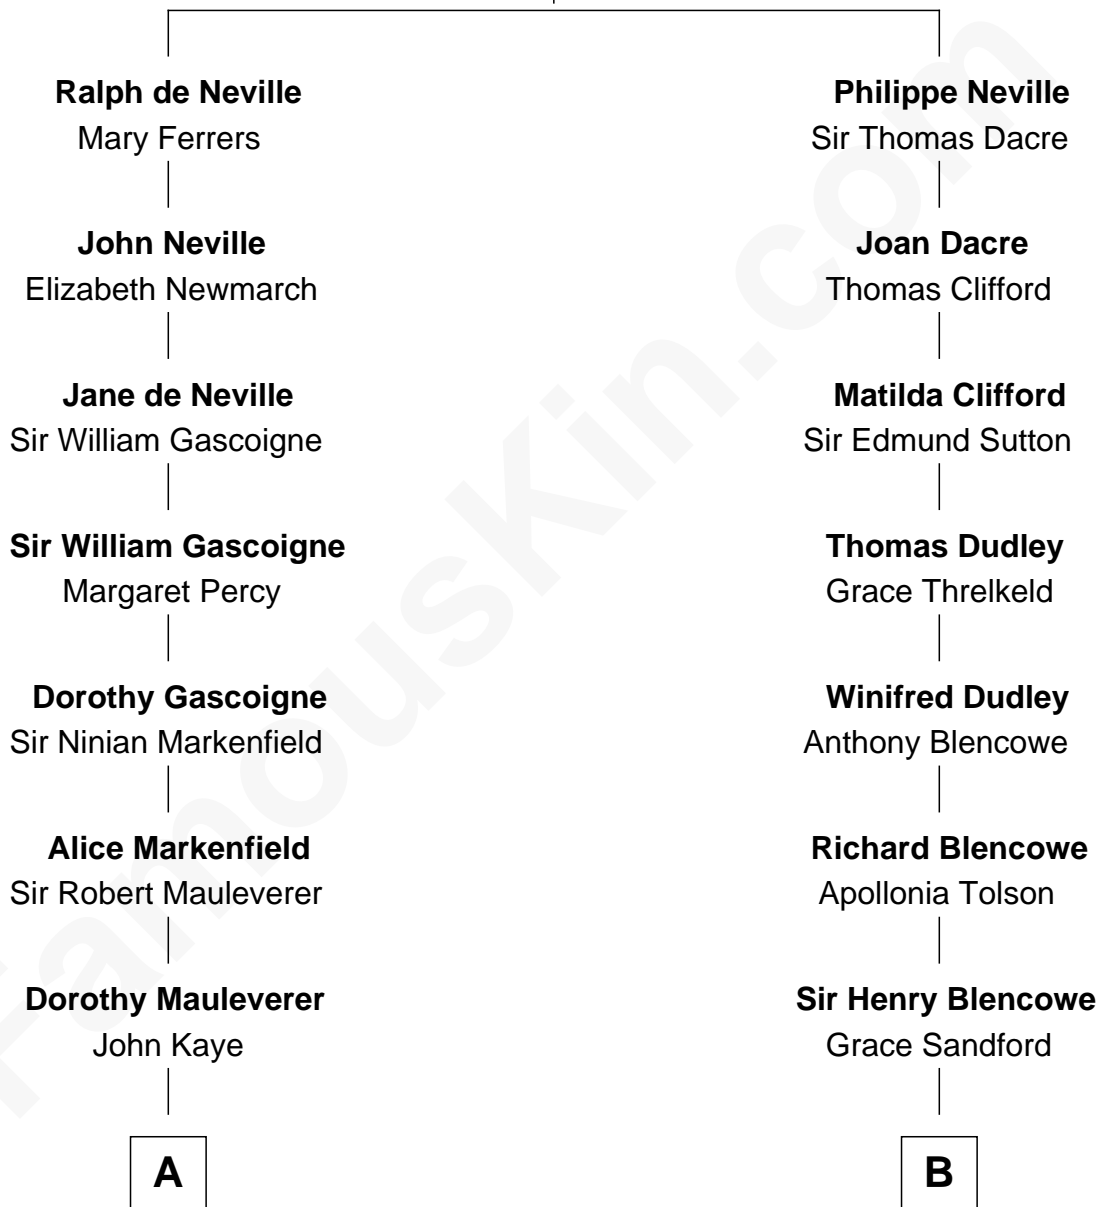 Ralph de Neville
Mary Ferrers
John Neville
Elizabeth Newmarch
Jane de Neville
Sir William Gascoigne
Sir William Gascoigne
Margaret Percy
Dorothy Gascoigne
Sir Ninian Markenfield
Alice Markenfield
Sir Robert Mauleverer
Dorothy Mauleverer
John Kaye
A
Philippe Neville
Sir Thomas Dacre
Joan Dacre
Thomas Clifford
Matilda Clifford
Sir Edmund Sutton
Thomas Dudley
Grace Threlkeld
Winifred Dudley
Anthony Blencowe
Richard Blencowe
Apollonia Tolson
Sir Henry Blencowe
Grace Sandford
B
FamousKin.com